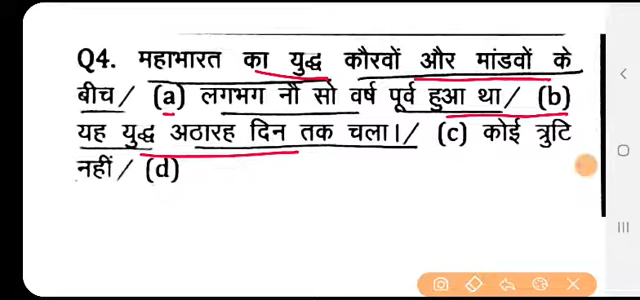 Q4. महाभारत का युद्ध कौरवों और मांडवों के
बीच/ (a) लगभग नौ सो वर्ष पूर्व हुआ था/ (b)
यह युद्ध अठारह दिन तक चला।/ (c) कोई त्रुटि
नहीं/ (d)